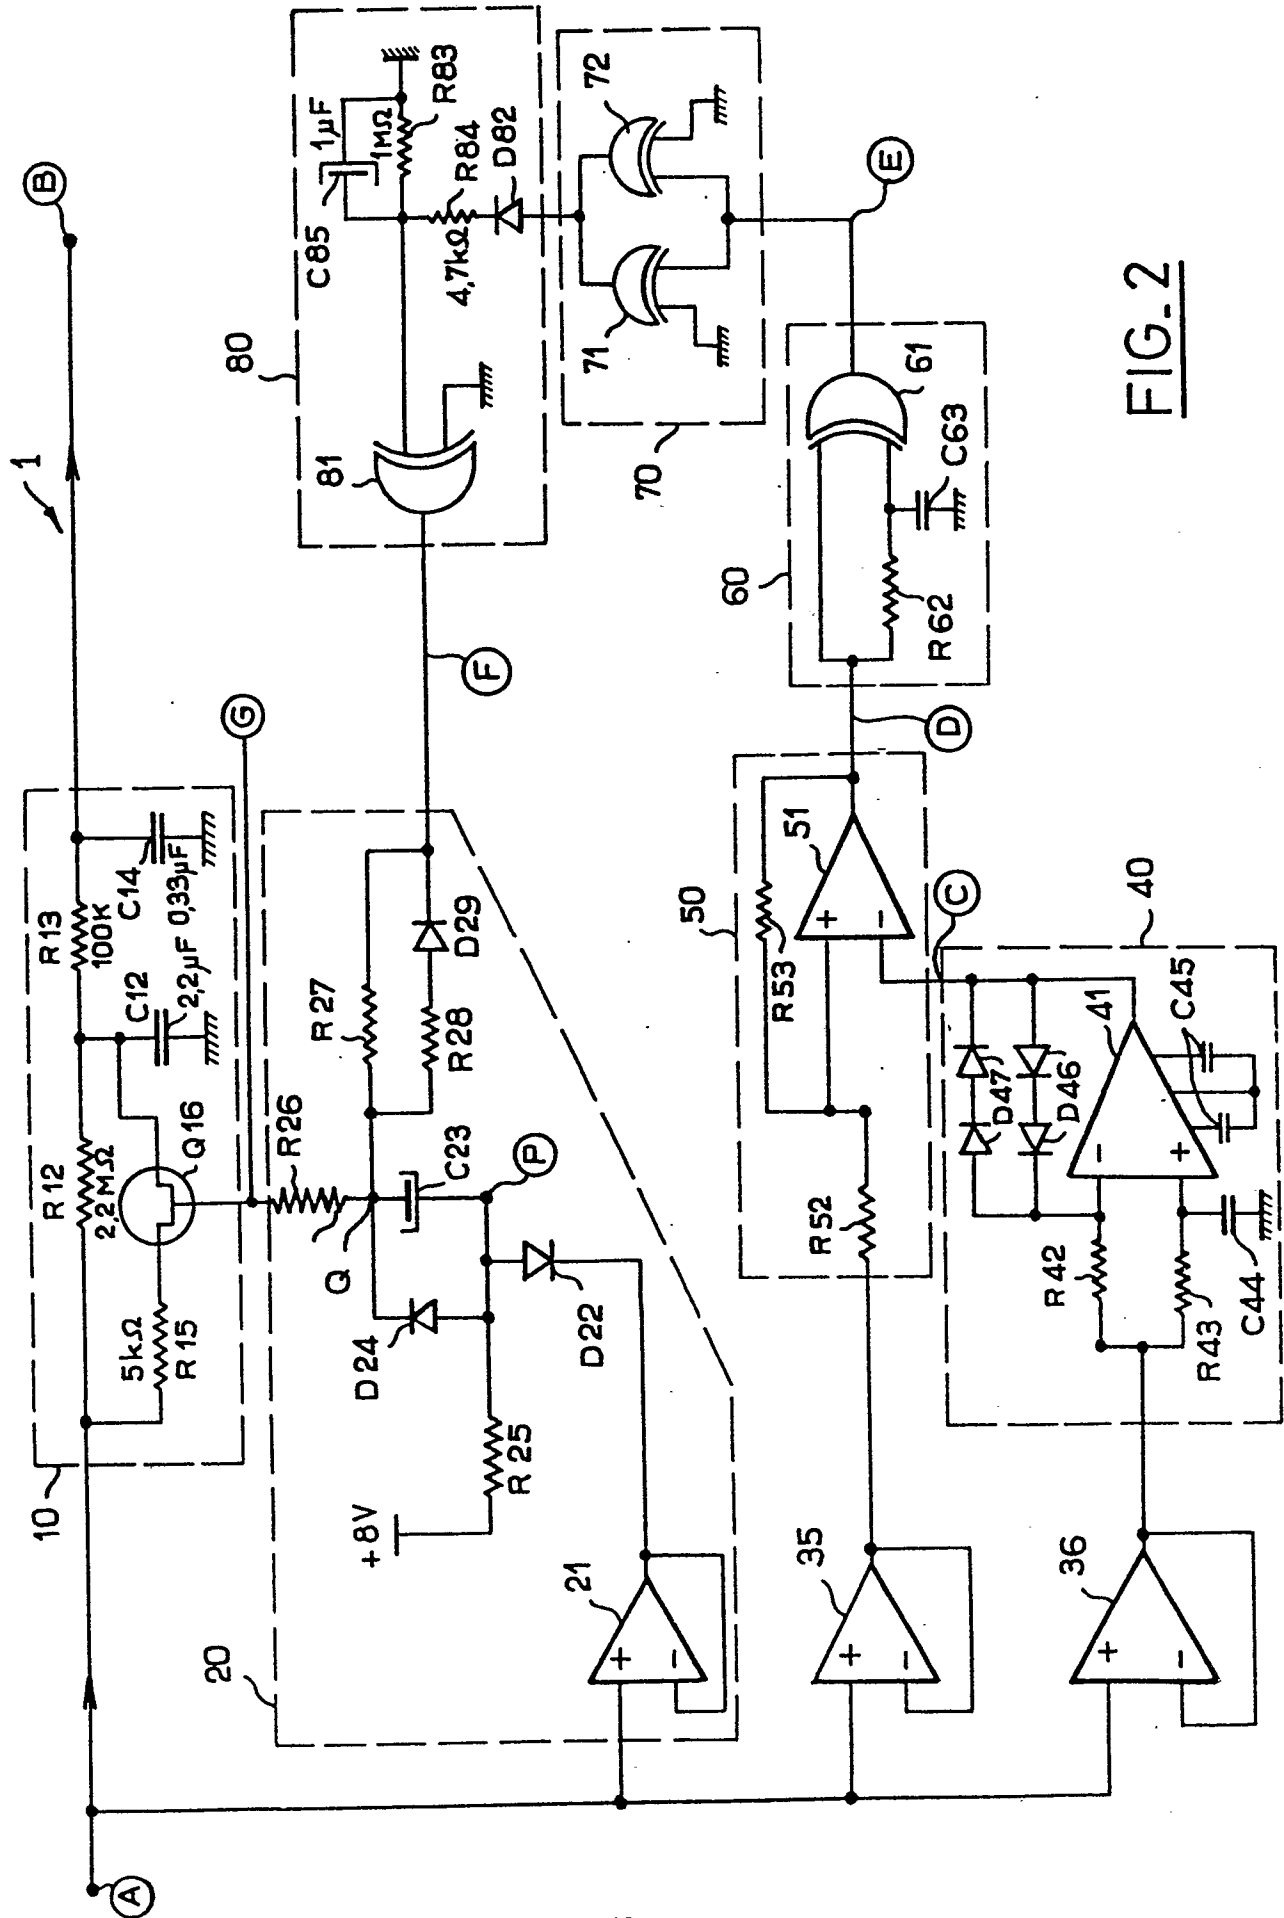 1
B
A
10
R12
2,2MΩ
R13
100K
C12
2,2µF
C14
0,33µF
Q16
5kΩ
R15
G
20
R26
Q
R27
R28
D29
C23
P
D24
D22
+8V
R25
21
+
-
F
80
81
C85
1µF
1MΩ
R83
R84
4,7kΩ
D82
70
71
72
E
60
61
R62
C63
D
50
51
+
-
R53
R52
C
40
41
-
+
D47
D46
C45
R42
R43
C44
35
+
-
36
+
-
FIG_2